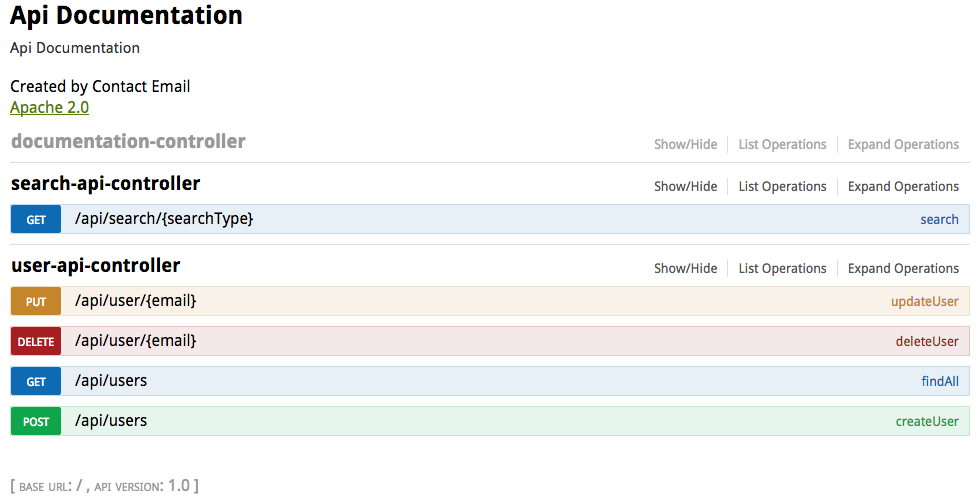 Api Documentation
Api Documentation
Created by Contact Email
Apache 2.0
documentation-controller Show/Hide List Operations Expand Operations
search-api-controller Show/Hide List Operations Expand Operations
GET /api/search/{searchType} search
user-api-controller Show/Hide List Operations Expand Operations
PUT /api/user/{email} updateUser
DELETE /api/user/{email} deleteUser
GET /api/users findAll
POST /api/users createUser
[ BASE URL: / , API VERSION: 1.0 ]